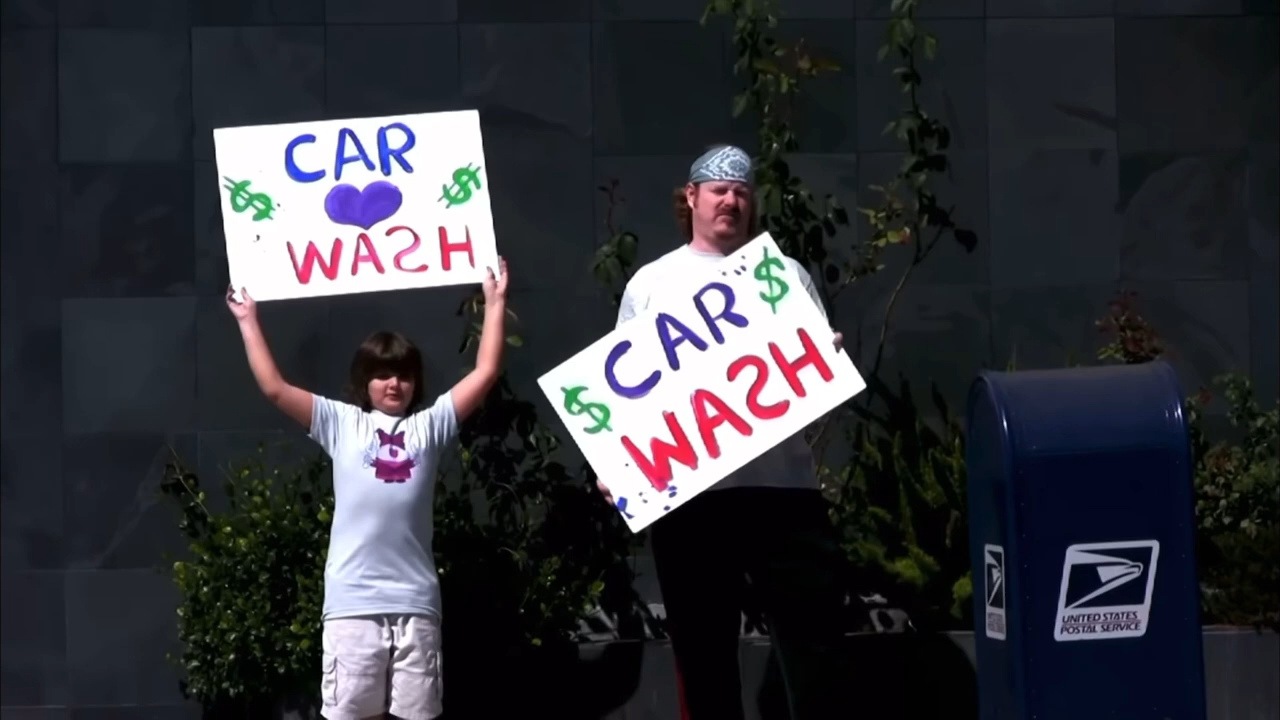 CAR
$ $
WASH
CAR $
$ WASH
UNITED STATES
POSTAL SERVICE